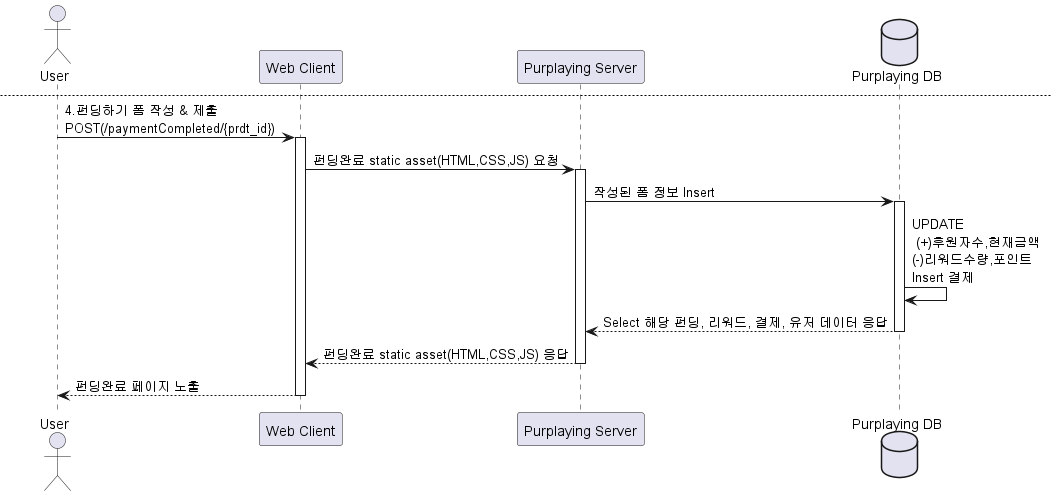 User
Web Client
Purplaying Server
Purplaying DB
4.펀딩하기 폼 작성 & 제출
POST(/paymentCompleted/{prdt_id})
펀딩완료 static asset(HTML,CSS,JS) 요청
작성된 폼 정보 Insert
UPDATE
(+)후원자수,현재금액
(-)리워드수량,포인트
Insert 결제
Select 해당 펀딩, 리워드, 결제, 유저 데이터 응답
펀딩완료 static asset(HTML,CSS,JS) 응답
펀딩완료 페이지 노출
User
Web Client
Purplaying Server
Purplaying DB